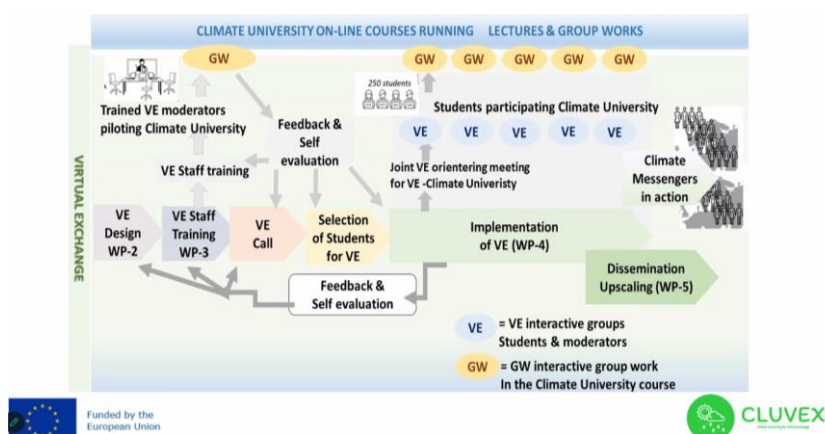 CLIMATE UNIVERSITY ON-LINE COURSES RUNNING LECTURES & GROUP WORKS
GW
GW
GW
GW
GW
GW
250 students
Trained VE moderators
piloting Climate University
Feedback &
Self
evaluation
Students participating Climate University
VE
VE
VE
VE
VE
VIRTUAL EXCHANGE
VE Staff training
Joint VE orientering meeting
for VE -Climate Univeristy
Climate
Messengers
in action
VE
Design
WP-2
VE Staff
Training
WP-3
VE
Call
Selection
of Students
for VE
Implementation
of VE (WP-4)
Feedback &
Self evaluation
Dissemination
Upscaling (WP-5)
VE
= VE interactive groups
Students & moderators
GW
= GW interactive group work
In the Climate University course
Funded by the
European Union
CLUVEX